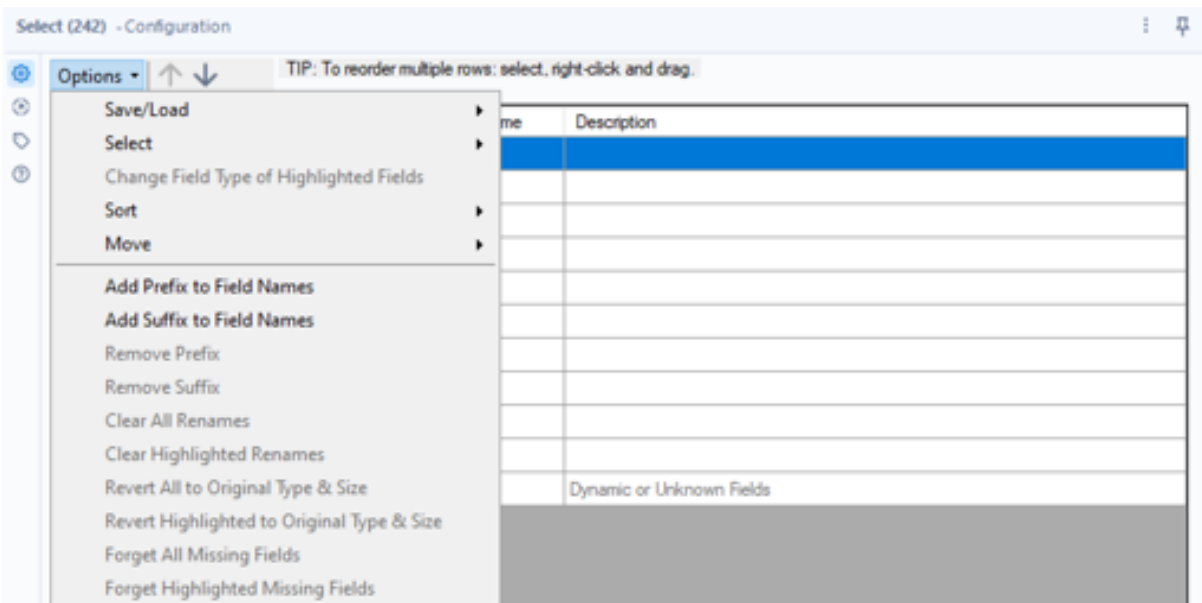 Select (242) - Configuration
Options TIP: To reorder multiple rows: select, right-click and drag.
Save/Load
me Description
Select
Change Field Type of Highlighted Fields
Sort
Move
Add Prefix to Field Names
Add Suffix to Field Names
Remove Prefix
Remove Suffix
Clear All Renames
Clear Highlighted Renames
Revert All to Original Type & Size
Dynamic or Unknown Fields
Revert Highlighted to Original Type & Size
Forget All Missing Fields
Forget Highlighted Missing Fields